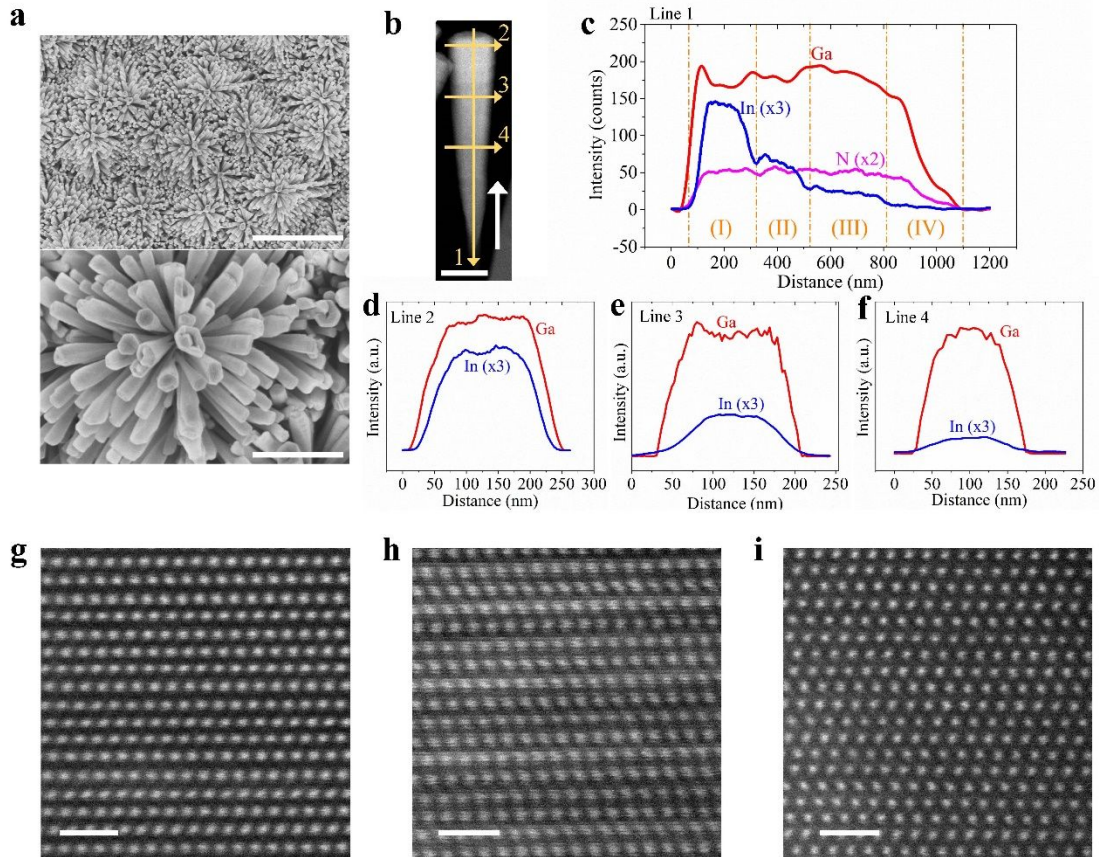 a
b
2
3
4
1
c
Line 1
Ga
In (x3)
N (x2)
(I) (II) (III) (IV)
Intensity (counts)
250
200
150
100
50
0
-50
0 200 400 600 800 1000 1200
Distance (nm)
d
Line 2
Ga
In (x3)
Intensity (a.u.)
0 50 100 150 200 250 300
Distance (nm)
e
Line 3
Ga
In (x3)
Intensity (a.u.)
0 50 100 150 200 250
Distance (nm)
f
Line 4
Ga
In (x3)
Intensity (a.u.)
0 50 100 150 200 250
Distance (nm)
g
h
i